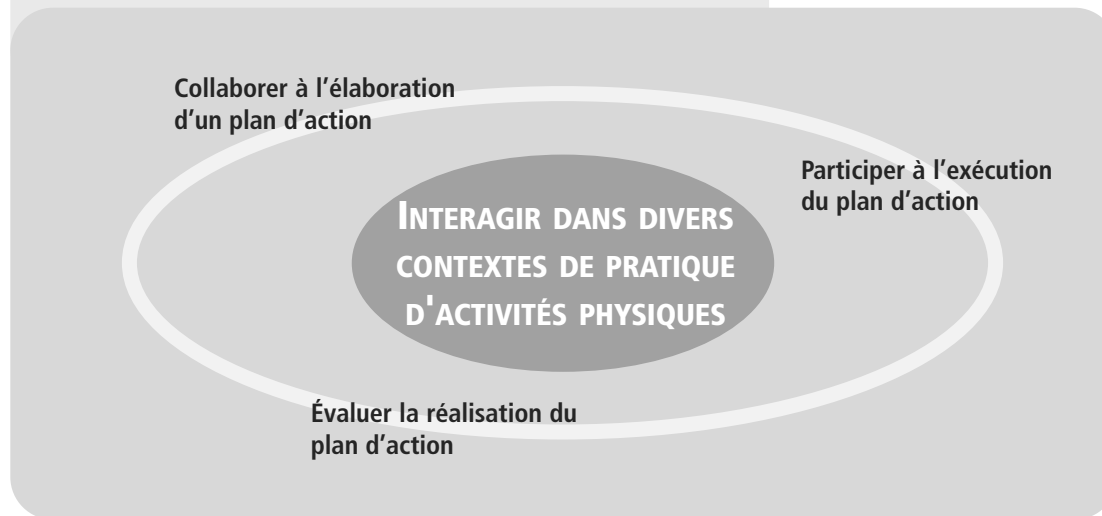 Collaborer à l’élaboration
d’un plan d’action
Participer à l’exécution
du plan d’action
INTERAGIR DANS DIVERS
CONTEXTES DE PRATIQUE
D'ACTIVITÉS PHYSIQUES
Évaluer la réalisation du
plan d’action